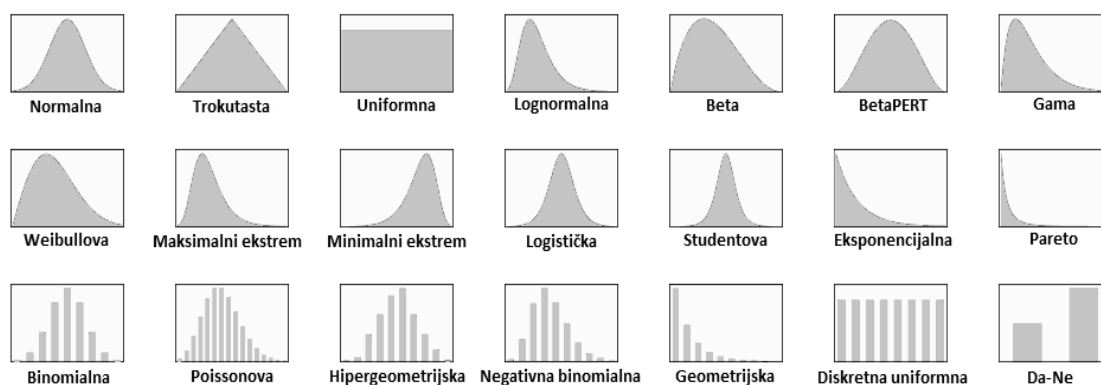 Normalna
Trokutasta
Uniformna
Lognormalna
Beta
BetaPERT
Gama
Weibullova
Maksimalni ekstrem
Minimalni ekstrem
Logistička
Studentova
Eksponencijalna
Pareto
Binomialna
Poissonova
Hipergeometrijska
Negativna binomialna
Geometrijska
Diskretna uniformna
Da-Ne